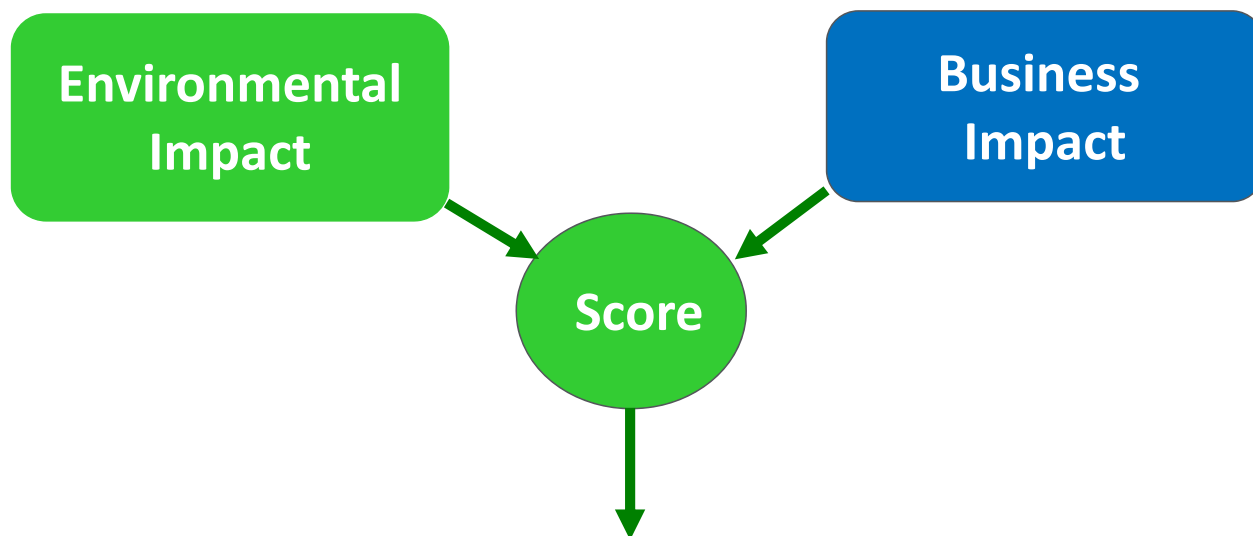 Environmental
Impact
Business
Impact
Score